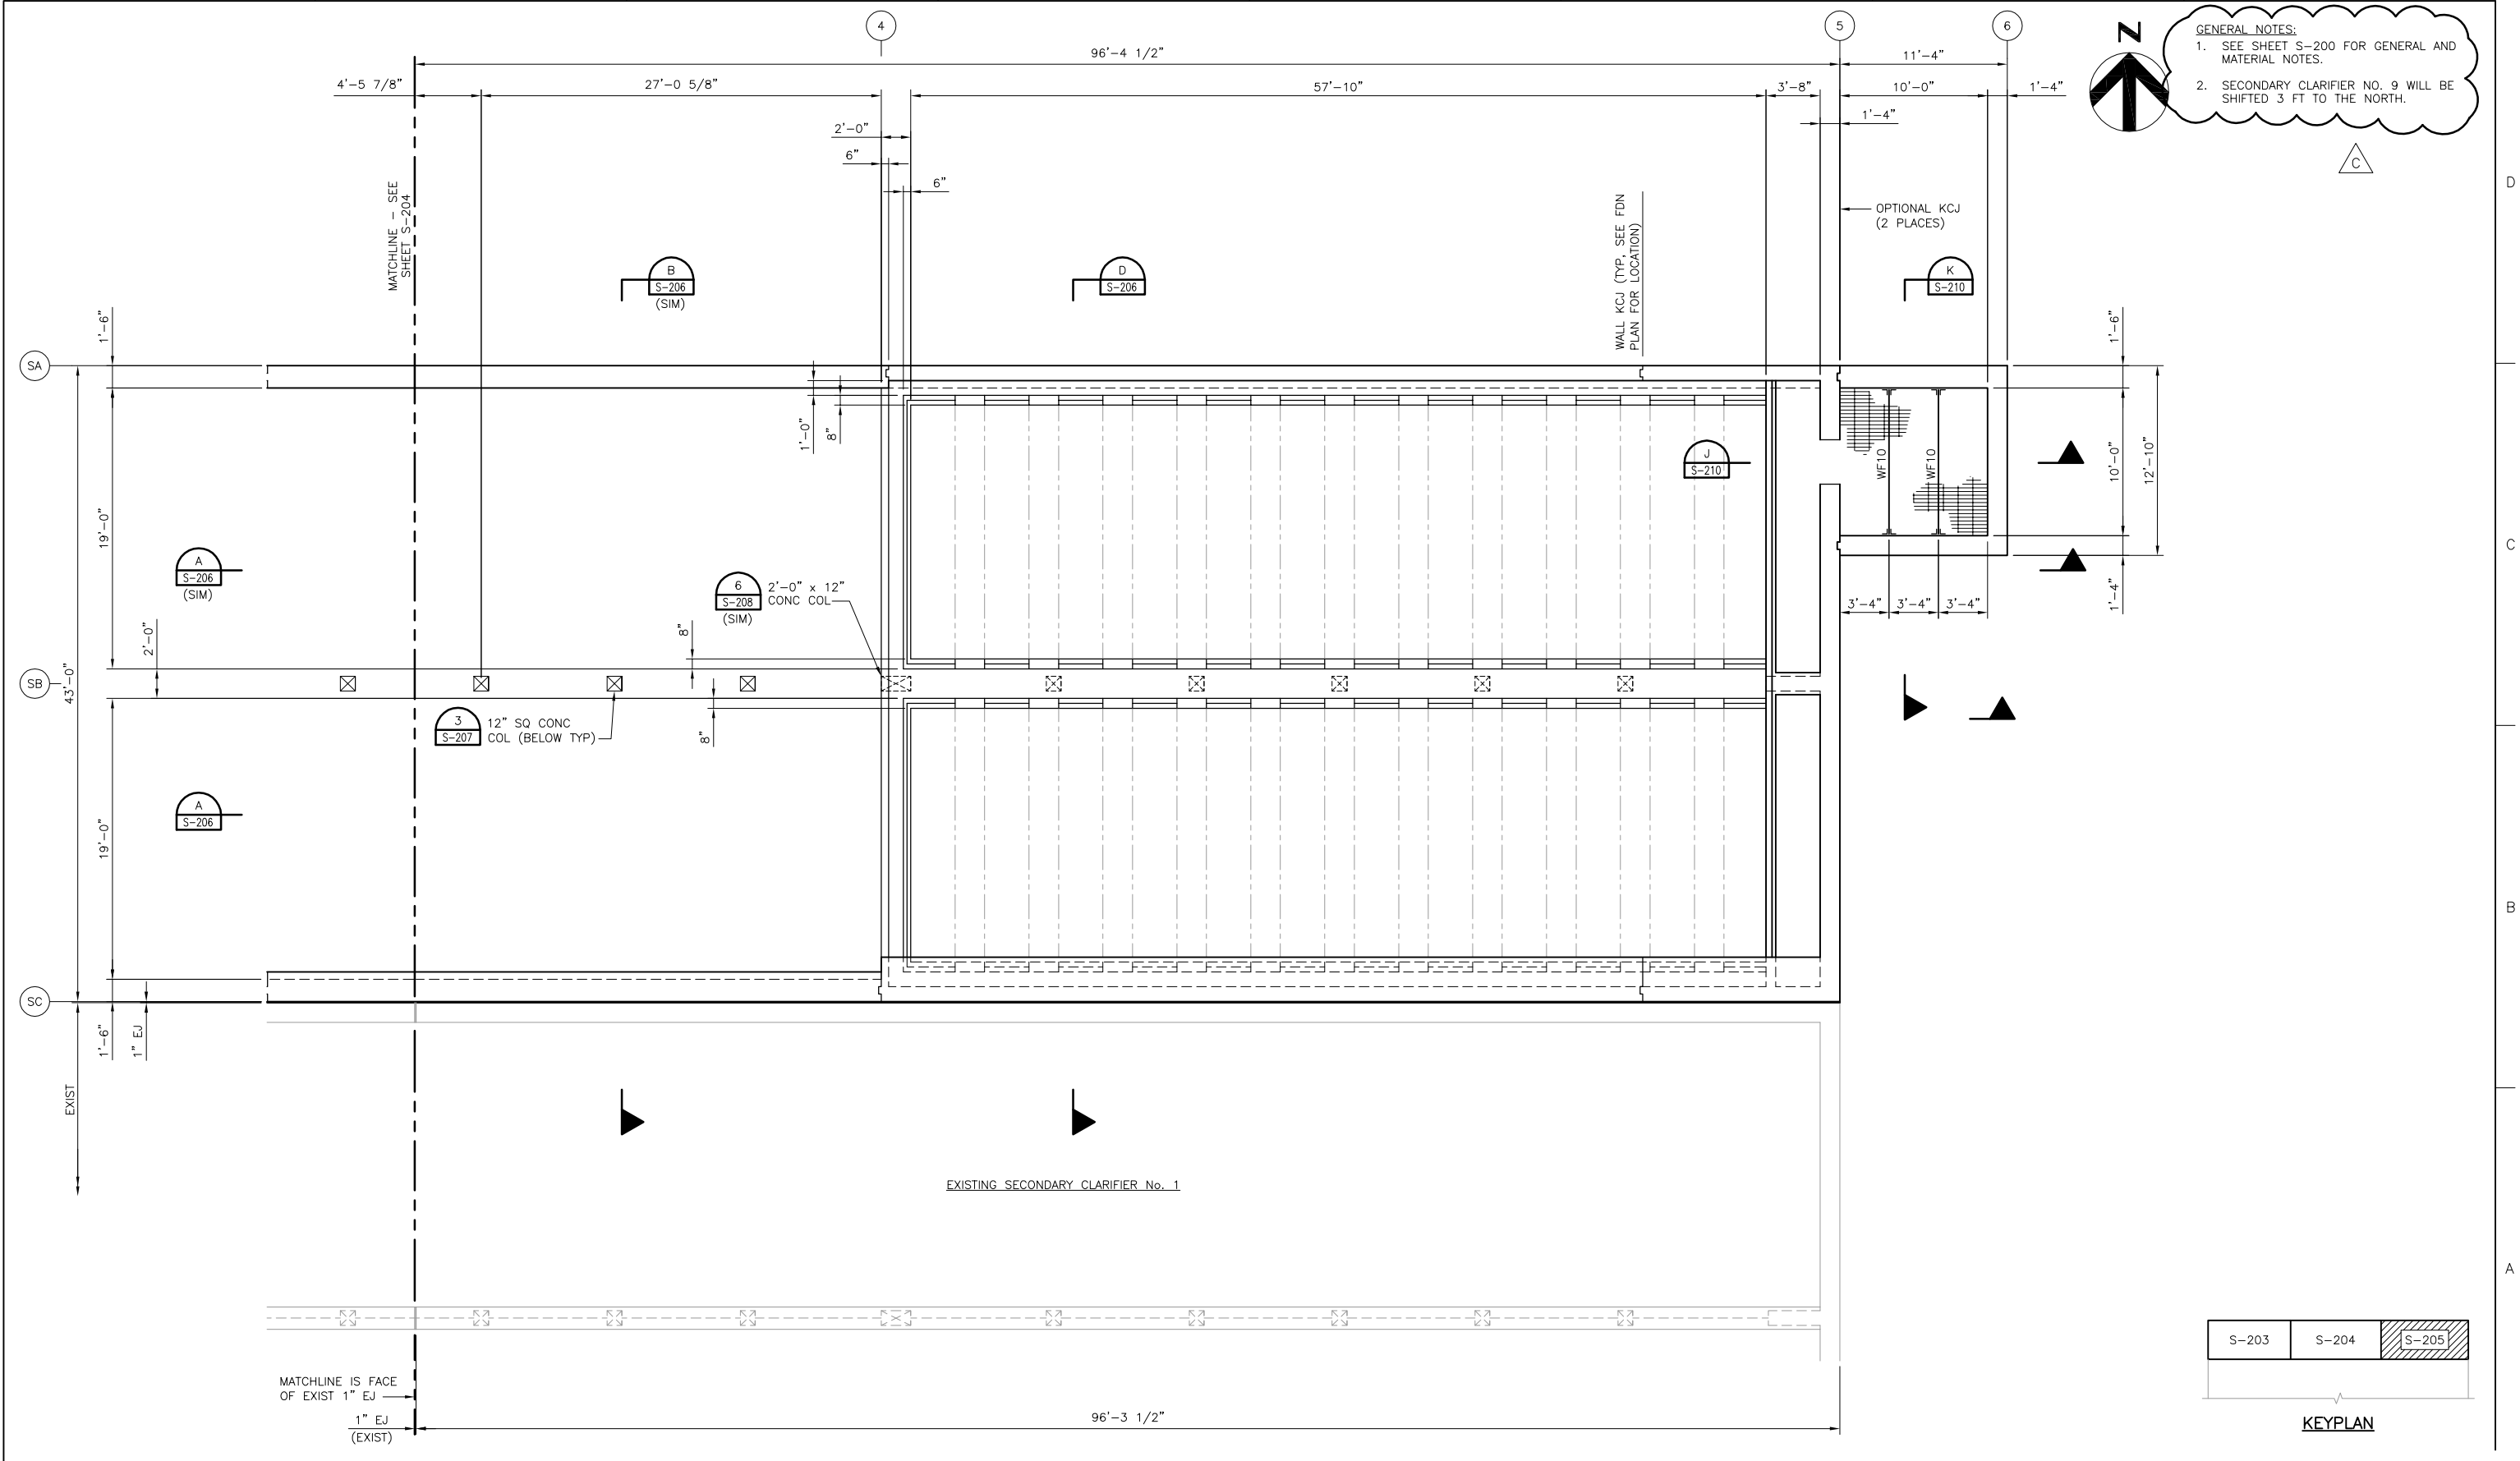 4
5
6
N
GENERAL NOTES:
1. SEE SHEET S-200 FOR GENERAL AND
MATERIAL NOTES.
2. SECONDARY CLARIFIER NO. 9 WILL BE
SHIFTED 3 FT TO THE NORTH.
C
96'-4 1/2"
11'-4"
4'-5 7/8"
27'-0 5/8"
57'-10"
3'-8"
10'-0"
1'-4"
1'-4"
2'-0"
6"
6"
D
MATCHLINE - SEE
SHEET S-204
WALL KCJ (TYP, SEE FDN
PLAN FOR LOCATION)
OPTIONAL KCJ
(2 PLACES)
B
S-206
(SIM)
D
S-206
K
S-210
1'-6"
1'-6"
SA
1'-0"
8"
J
S-210
WF10
WF10
10'-0"
12'-10"
19'-0"
A
S-206
(SIM)
6
S-208
(SIM)
2'-0" x 12"
CONC COL
C
3'-4"
3'-4"
3'-4"
1'-4"
2'-0"
8"
SB
43'-0"
3
S-207
12" SQ CONC
COL (BELOW TYP)
8"
A
S-206
19'-0"
B
SC
1'-6"
1" EJ
EXIST
EXISTING SECONDARY CLARIFIER No. 1
A
S-203
S-204
S-205
MATCHLINE IS FACE
OF EXIST 1" EJ
1" EJ
(EXIST)
96'-3 1/2"
KEYPLAN